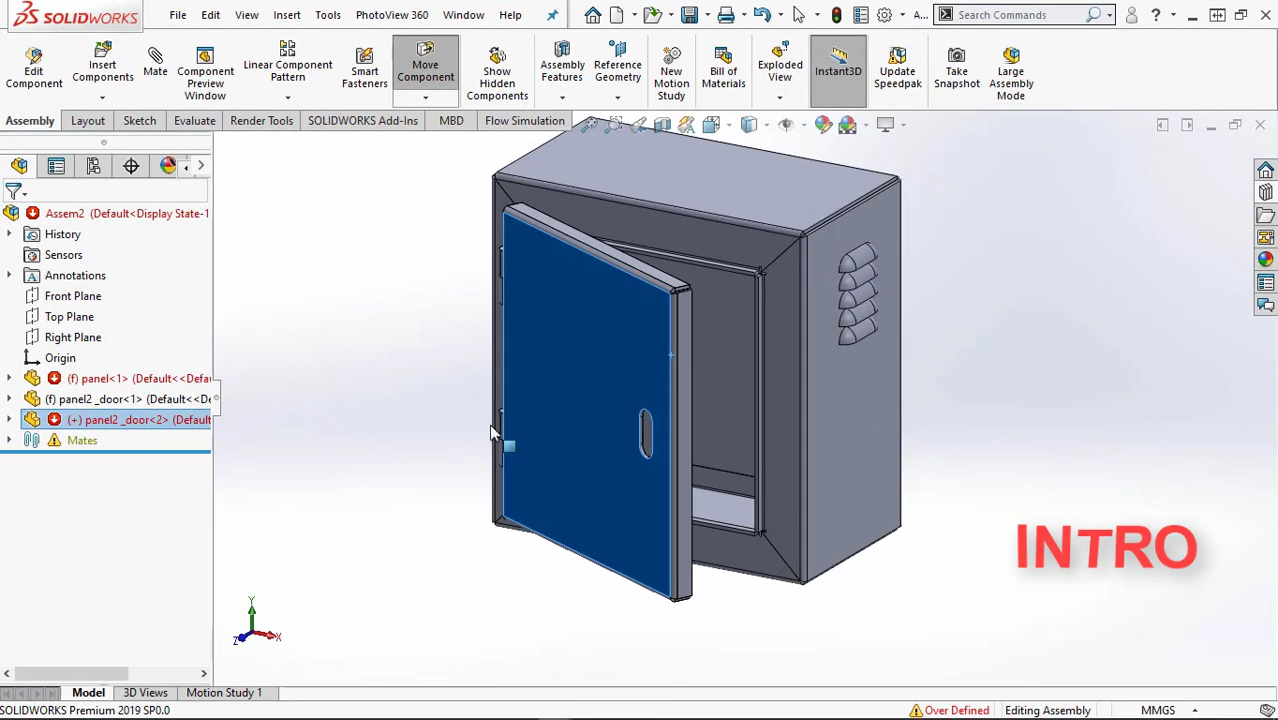 SOLIDWORKS File Edit View Insert Tools PhotoView 360 Window Help A... Search Commands ?
Edit Component
Insert Components
Mate
Component Preview Window
Linear Component Pattern
Smart Fasteners
Move Component
Show Hidden Components
Assembly Features
Reference Geometry
New Motion Study
Bill of Materials
Exploded View
Instant3D
Update Speedpak
Take Snapshot
Large Assembly Mode
Assembly Layout Sketch Evaluate Render Tools SOLIDWORKS Add-Ins MBD Flow Simulation
Assem2 (Default<Display State-1
History
Sensors
Annotations
Front Plane
Top Plane
Right Plane
Origin
(f) panel<1> (Default<<Defau
(f) panel2 _door<1> (Default<<De
(+) panel2 _door<2> (Default
Mates
INTRO
Y
Z
X
Model 3D Views Motion Study 1
SOLIDWORKS Premium 2019 SP0.0 Over Defined Editing Assembly MMGS